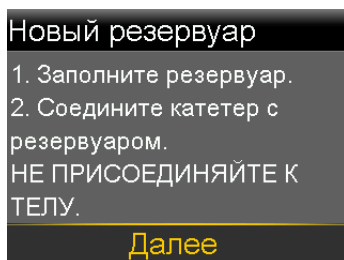 Новый резервуар
1. Заполните резервуар.
2. Соедините катетер с
резервуаром.
НЕ ПРИСОЕДИНЯЙТЕ К
ТЕЛУ.
Далее